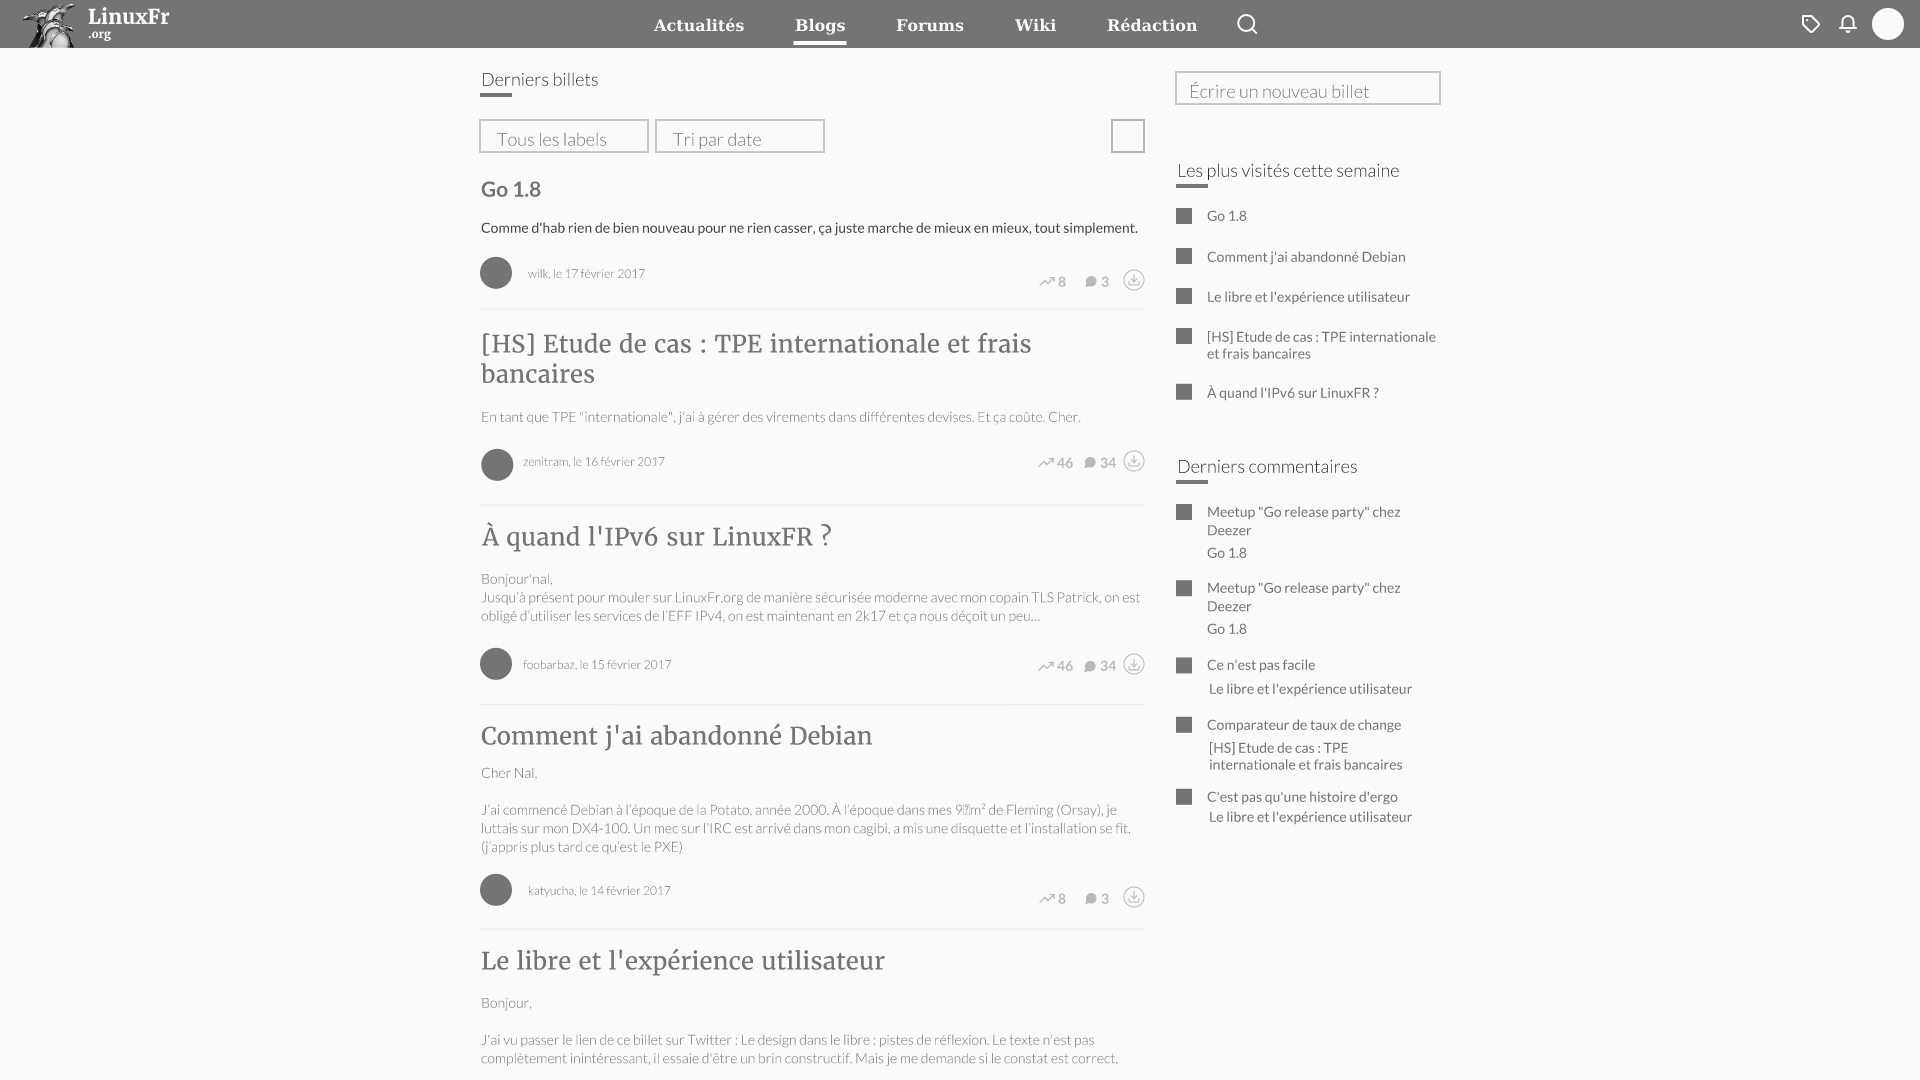 LinuxFr
.org
Actualités
Blogs
Forums
Wiki
Rédaction
Derniers billets
Tous les labels
Tri par date
Go 1.8
Comme d'hab rien de bien nouveau pour ne rien casser, ça juste marche de mieux en mieux, tout simplement.
wilk, le 17 février 2017
8
3
[HS] Etude de cas : TPE internationale et frais
bancaires
En tant que TPE "internationale", j'ai à gérer des virements dans différentes devises. Et ça coûte. Cher.
zenitram, le 16 février 2017
46
34
À quand l'IPv6 sur LinuxFR ?
Bonjour'nal,
Jusqu'à présent pour mouler sur LinuxFr.org de manière sécurisée moderne avec mon copain TLS Patrick, on est
obligé d'utiliser les services de l'EFF IPv4, on est maintenant en 2k17 et ça nous déçoit un peu...
foobarbaz, le 15 février 2017
46
34
Comment j'ai abandonné Debian
Cher Nal,
J'ai commencé Debian à l'époque de la Potato, année 2000. À l'époque dans mes 9 m² de Fleming (Orsay), je
luttais sur mon DX4-100. Un mec sur l'IRC est arrivé dans mon cagibi, a mis une disquette et l'installation se fit.
(j'appris plus tard ce qu'est le PXE)
katyucha, le 14 février 2017
8
3
Le libre et l'expérience utilisateur
Bonjour,
J'ai vu passer le lien de ce billet sur Twitter : Le design dans le libre : pistes de réflexion. Le texte n'est pas
complètement inintéressant, il essaie d'être un brin constructif. Mais je me demande si le constat est correct.
Écrire un nouveau billet
Les plus visités cette semaine
Go 1.8
Comment j'ai abandonné Debian
Le libre et l'expérience utilisateur
[HS] Etude de cas : TPE internationale
et frais bancaires
À quand l'IPv6 sur LinuxFR ?
Derniers commentaires
Meetup "Go release party" chez
Deezer
Go 1.8
Meetup "Go release party" chez
Deezer
Go 1.8
Ce n'est pas facile
Le libre et l'expérience utilisateur
Comparateur de taux de change
[HS] Etude de cas : TPE
internationale et frais bancaires
C'est pas qu'une histoire d'ergo
Le libre et l'expérience utilisateur